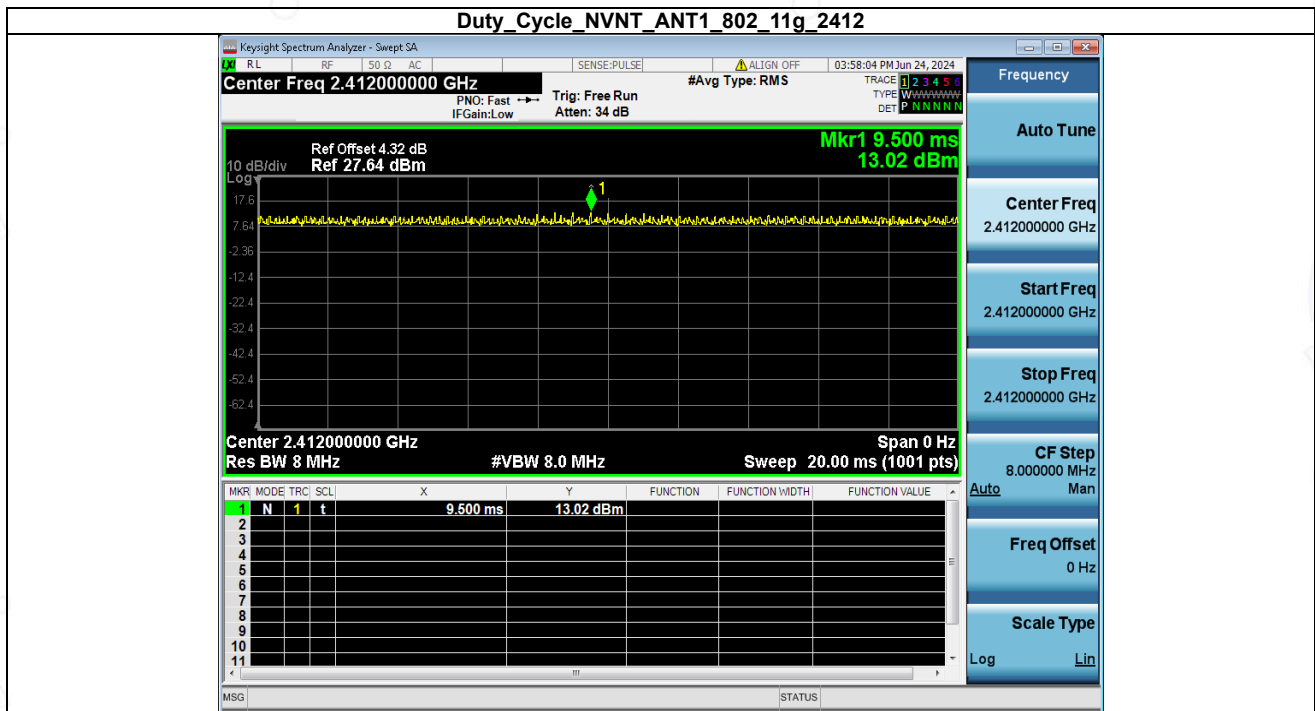 Duty_Cycle_NVNT_ANT1_802_11g_2412
Keysight Spectrum Analyzer - Swept SA
LXI RL RF 50 Ω AC SENSE:PULSE ALIGN OFF 03:58:04 PM Jun 24, 2024
Center Freq 2.412000000 GHz #Avg Type: RMS TRACE 1 2 3 4 5 6
PNO: Fast Trig: Free Run TYPE WWWWWW
IFGain:Low Atten: 34 dB DET P N N N N N
Frequency
Mkr1 9.500 ms
Ref Offset 4.32 dB
10 dB/div Ref 27.64 dBm 13.02 dBm
Log
1
17.6
7.64
-2.36
-12.4
-22.4
-32.4
-42.4
-52.4
-62.4
Center 2.412000000 GHz Span 0 Hz
Res BW 8 MHz #VBW 8.0 MHz Sweep 20.00 ms (1001 pts)
MKR MODE TRC SCL X Y FUNCTION FUNCTION WIDTH FUNCTION VALUE
1 N 1 t 9.500 ms 13.02 dBm
2
3
4
5
6
7
8
9
10
11
MSG STATUS
Auto Tune
Center Freq
2.412000000 GHz
Start Freq
2.412000000 GHz
Stop Freq
2.412000000 GHz
CF Step
8.000000 MHz
Auto Man
Freq Offset
0 Hz
Scale Type
Log Lin